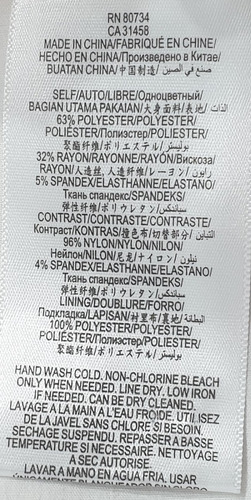 RN 80734
CA 31458
MADE IN CHINA/FABRIQUÉ EN CHINE/
HECHO EN CHINA/Произведено в Китае/
BUATAN CHINA/中国制造/ صنع في الصين
SELF/AUTO/LIBRE/Одноцветный/
BAGIAN UTAMA PAKAIAN/大身面料/表地/ الذات
63% POLYESTER/POLYESTER/
POLIÉSTER/Полиэстер/POLIESTER/
聚酯纤维/ポリエステル/ بوليستر
32% RAYON/RAYONNE/RAYÓN/Вискоза/
RAYON/人造丝, 人造纤维/レーヨン/ رايون
5% SPANDEX/ELASTHANNE/ELASTANO/
Ткань спандекс/SPANDEKS/
弹性纤维/ポリウレタン/ سباندكس
CONTRAST/CONTRASTE/CONTRASTE/
Контраст/KONTRAS/撞色布/切替部分/ التباين
96% NYLON/NYLON/NILON/
Нейлон/NILON/尼龙/ナイロン/ نيلون
4% SPANDEX/ELASTHANNE/ELASTANO/
Ткань спандекс/SPANDEKS/
弹性纤维/ポリウレタン/ سباندكس
LINING/DOUBLURE/FORRO/
Подкладка/LAPISAN/衬里布/裏地/ البطانة
100% POLYESTER/POLYESTER/
POLIÉSTER/Полиэстер/POLIESTER/
聚酯纤维/ポリエステル/ بوليستر
HAND WASH COLD. NON-CHLORINE BLEACH
ONLY WHEN NEEDED. LINE DRY. LOW IRON
IF NEEDED. CAN BE DRY CLEANED.
LAVAGE A LA MAIN A L'EAU FROIDE. UTILISEZ
DE LA JAVEL SANS CHLORE SI BESOIN.
SECHAGE SUSPENDU. REPASSER A BASSE
TEMPERATURE SI NECESSAIRE. NETTOYAGE
A SEC AUTORISE.
LAVAR A MANO EN AGUA FRIA. USAR